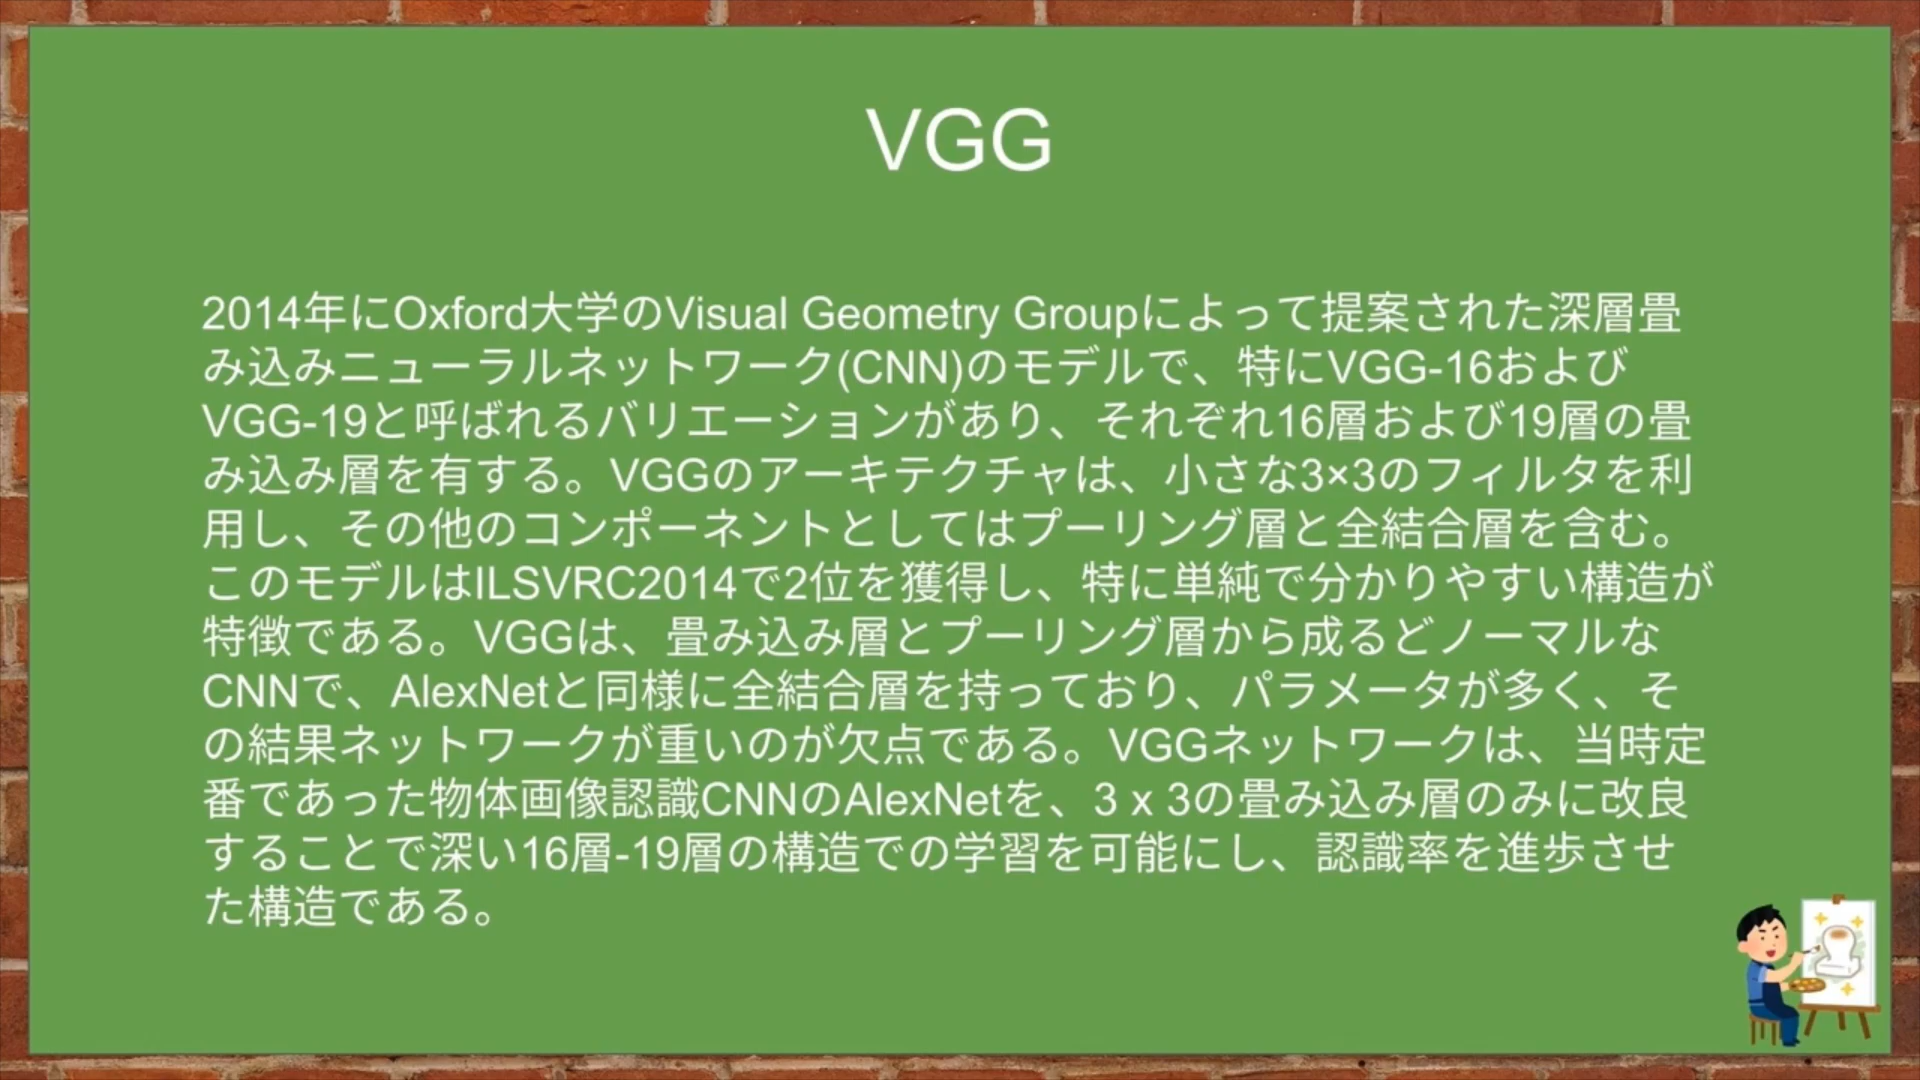 VGG
2014年にOxford大学のVisual Geometry Groupによって提案された深層畳
み込みニューラルネットワーク(CNN)のモデルで、特にVGG-16および
VGG-19と呼ばれるバリエーションがあり、それぞれ16層および19層の畳
み込み層を有する。VGGのアーキテクチャは、小さな3×3のフィルタを利
用し、その他のコンポーネントとしてはプーリング層と全結合層を含む。
このモデルはILSVRC2014で2位を獲得し、特に単純で分かりやすい構造が
特徴である。VGGは、畳み込み層とプーリング層から成るどノーマルな
CNNで、AlexNetと同様に全結合層を持っており、パラメータが多く、そ
の結果ネットワークが重いのが欠点である。VGGネットワークは、当時定
番であった物体画像認識CNNのAlexNetを、3 x 3の畳み込み層のみに改良
することで深い16層-19層の構造での学習を可能にし、認識率を進歩させ
た構造である。